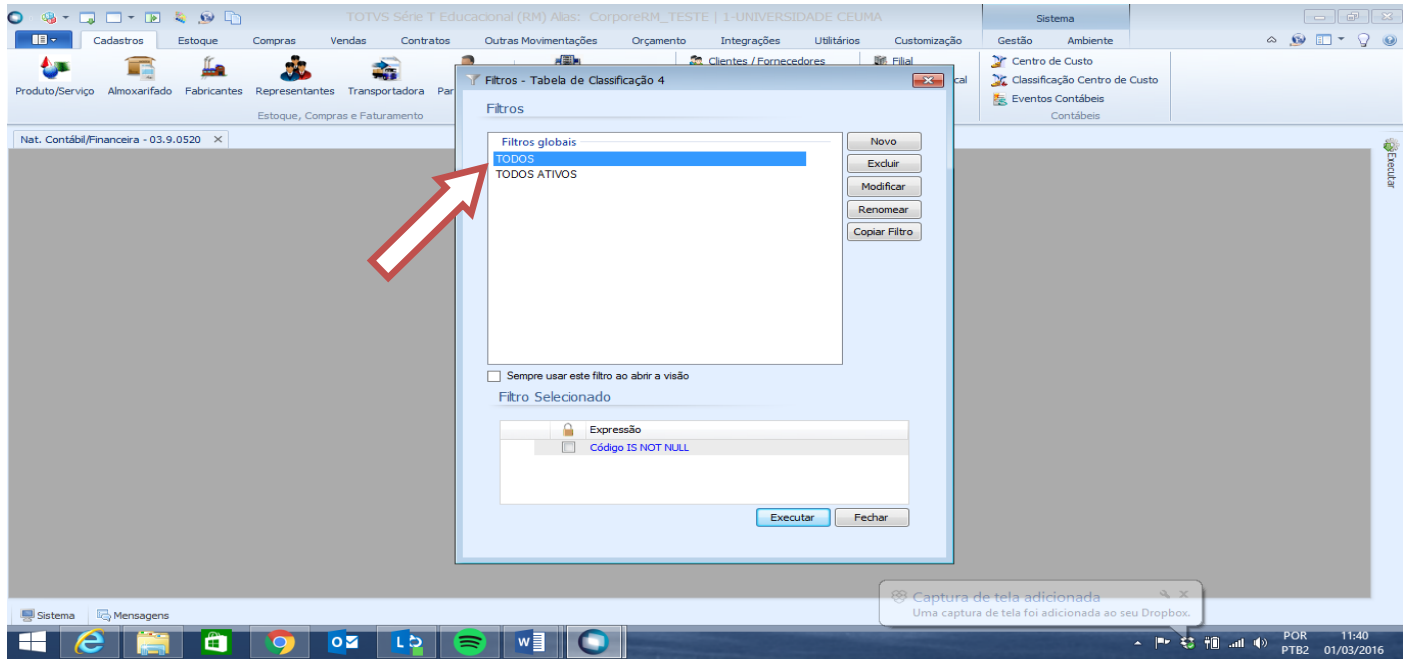 TOTVS Série T Educacional (RM) Alias: CorporeRM_TESTE | 1-UNIVERSIDADE CEUMA
Sistema
Cadastros Estoque Compras Vendas Contratos Outras Movimentações Orçamento Integrações Utilitários Customização Gestão Ambiente
Produto/Serviço Almoxarifado Fabricantes Representantes Transportadora Par
Estoque, Compras e Faturamento
Clientes / Fornecedores Filial
cal
Centro de Custo
Classificação Centro de Custo
Eventos Contábeis
Contábeis
Nat. Contábil/Financeira - 03.9.0520
Executar
Filtros - Tabela de Classificação 4
Filtros
Filtros globais
TODOS
TODOS ATIVOS
Novo
Excluir
Modificar
Renomear
Copiar Filtro
Sempre usar este filtro ao abrir a visão
Filtro Selecionado
Expressão
Código IS NOT NULL
Executar Fechar
Captura de tela adicionada
Uma captura de tela foi adicionada ao seu Dropbox.
Sistema Mensagens
POR 11:40
PTB2 01/03/2016